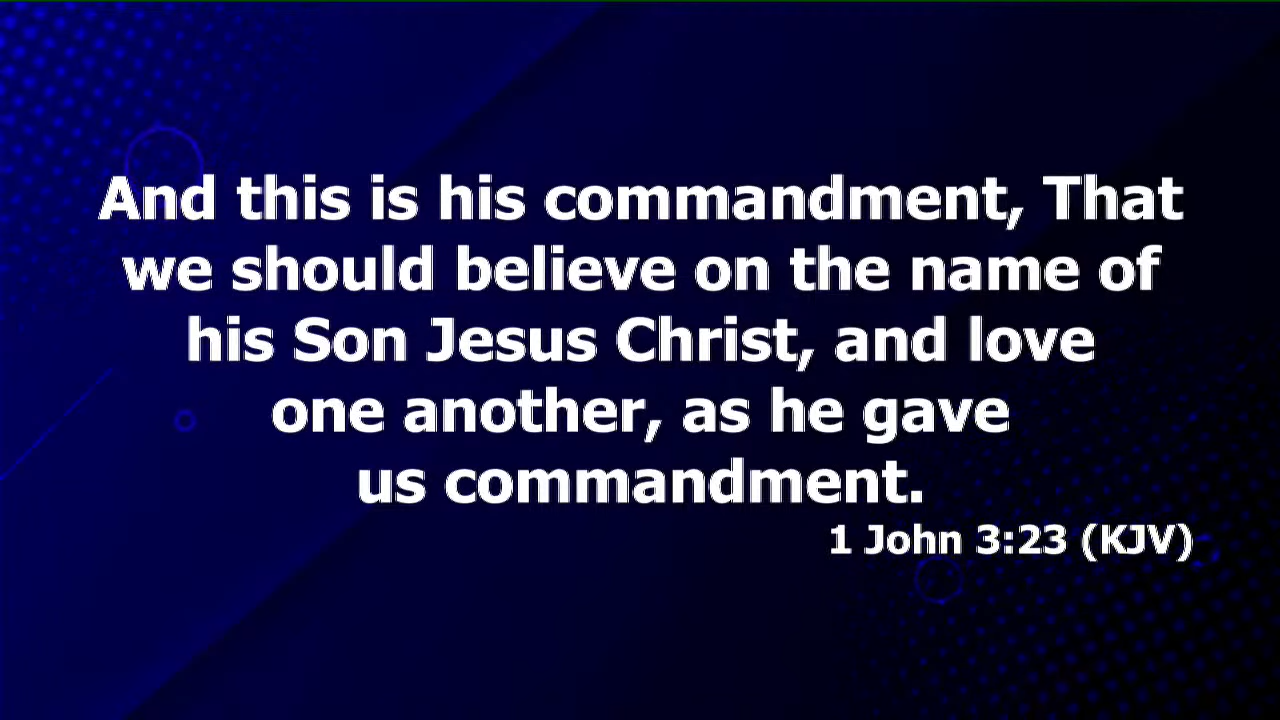 And this is his commandment, That
we should believe on the name of
his Son Jesus Christ, and love
one another, as he gave
us commandment.
1 John 3:23 (KJV)